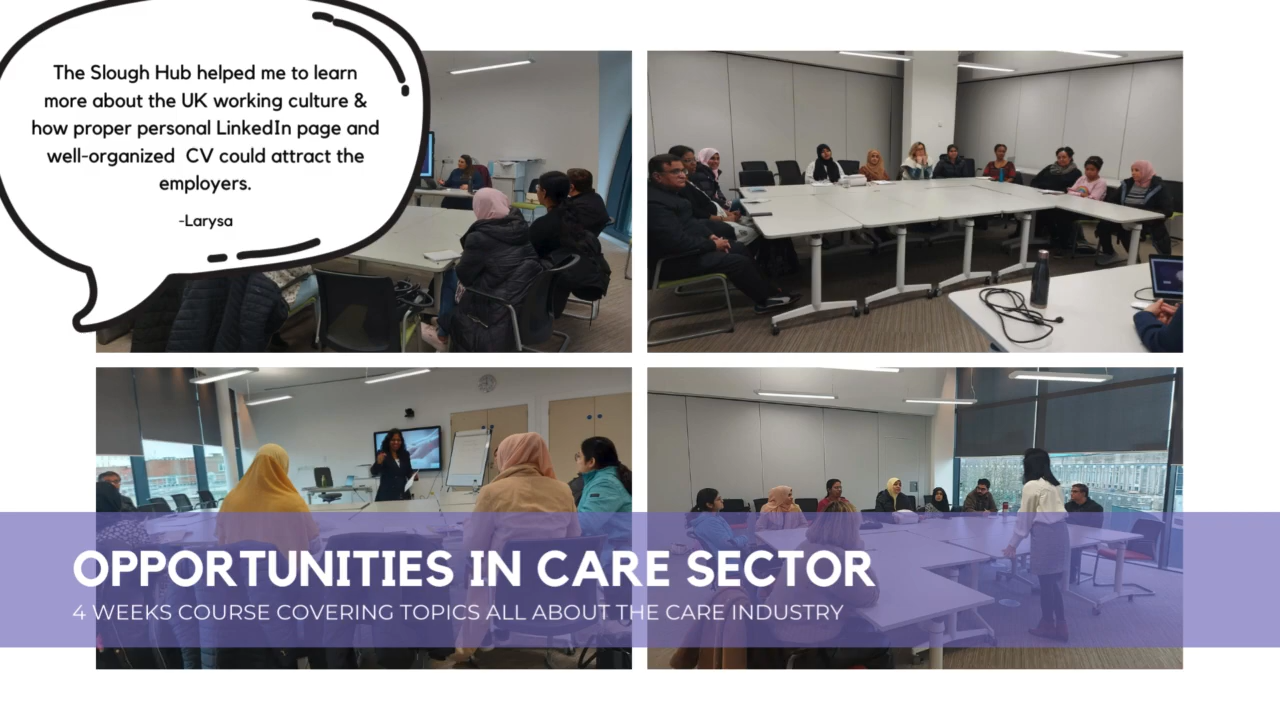 The Slough Hub helped me to learn
more about the UK working culture &
how proper personal LinkedIn page and
well-organized CV could attract the
employers.
-Larysa
OPPORTUNITIES IN CARE SECTOR
4 WEEKS COURSE COVERING TOPICS ALL ABOUT THE CARE INDUSTRY